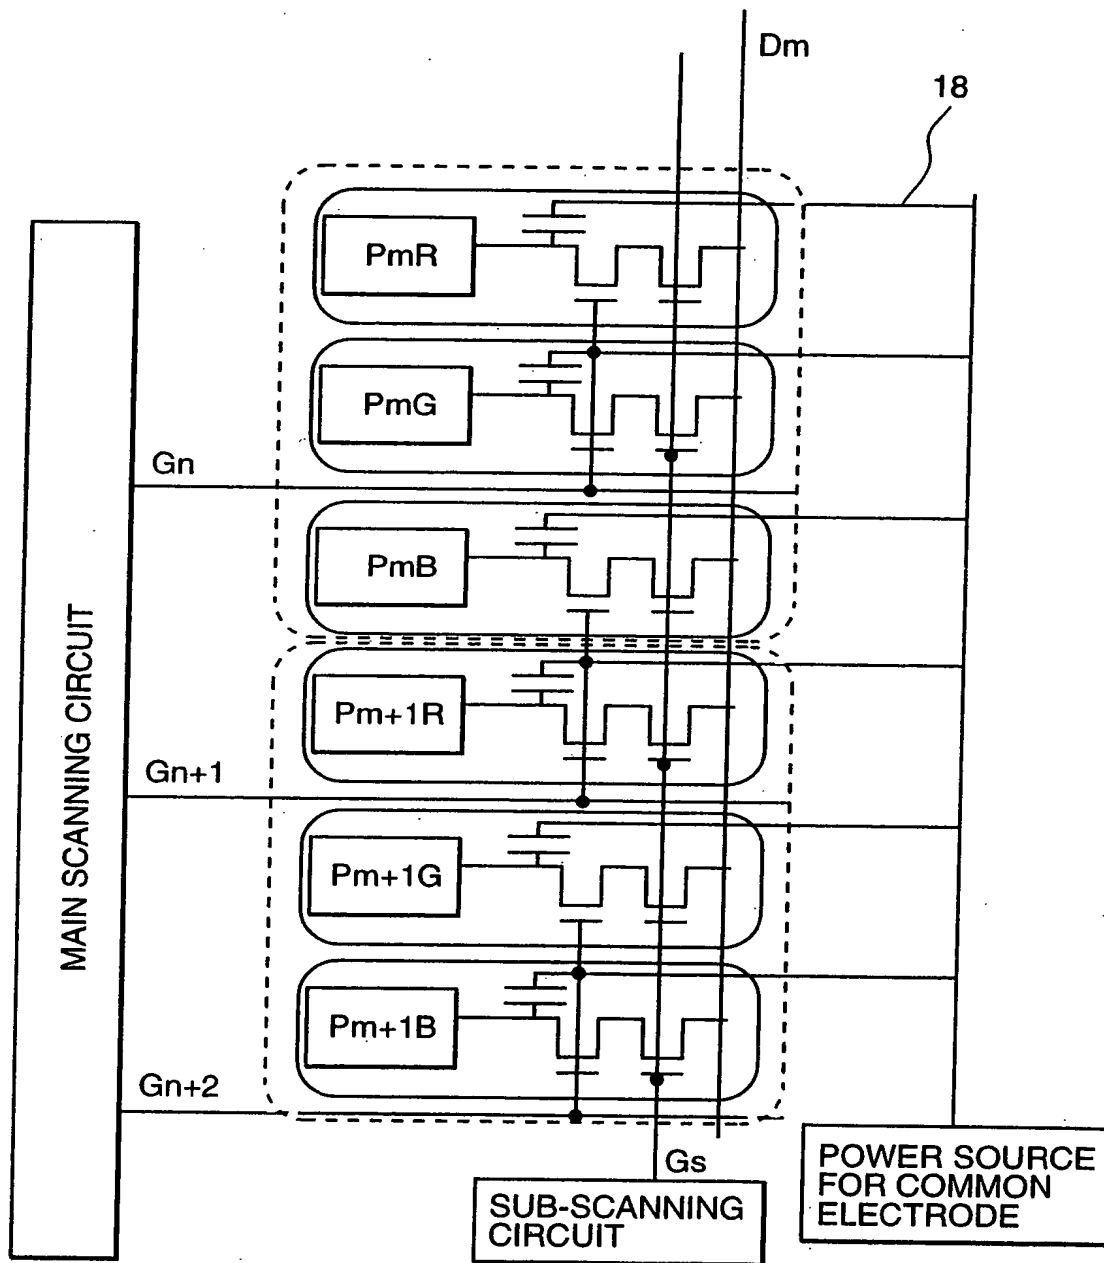 Dm
18
PmR
PmG
Gn
PmB
Pm+1R
Gn+1
Pm+1G
Pm+1B
Gn+2
MAIN SCANNING CIRCUIT
Gs
SUB-SCANNING
CIRCUIT
POWER SOURCE
FOR COMMON
ELECTRODE